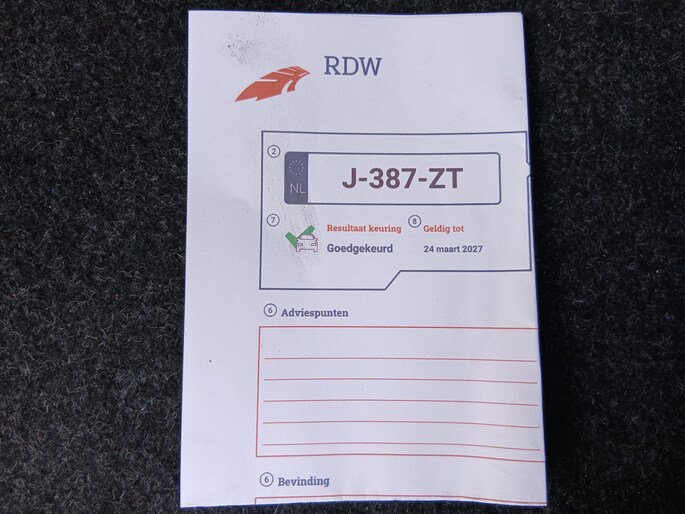 RDW
2
NL
J-387-ZT
7
Resultaat keuring
Goedgekeurd
8
Geldig tot
24 maart 2027
6 Adviespunten
6 Bevinding